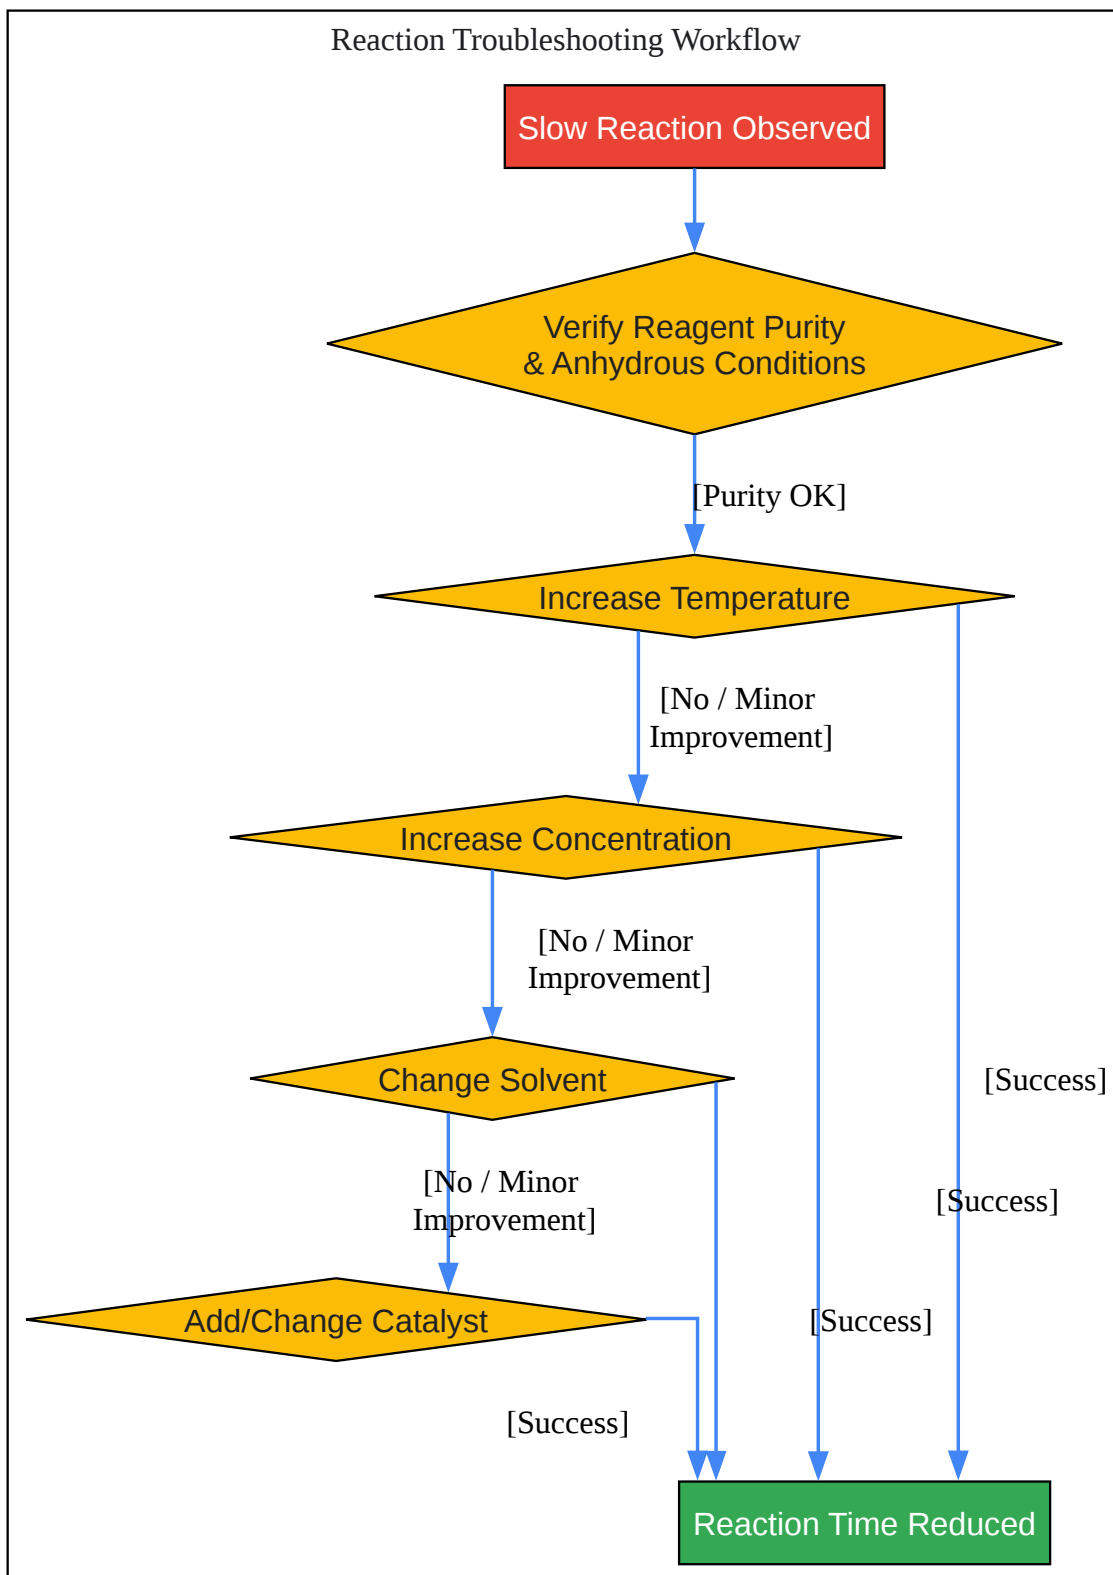 Reaction Troubleshooting Workflow
Slow Reaction Observed
Verify Reagent Purity
& Anhydrous Conditions
[Purity OK]
Increase Temperature
[No / Minor
Improvement]
Increase Concentration
[No / Minor
Improvement]
Change Solvent
[Success]
[No / Minor
Improvement]
[Success]
Add/Change Catalyst
[Success]
[Success]
Reaction Time Reduced